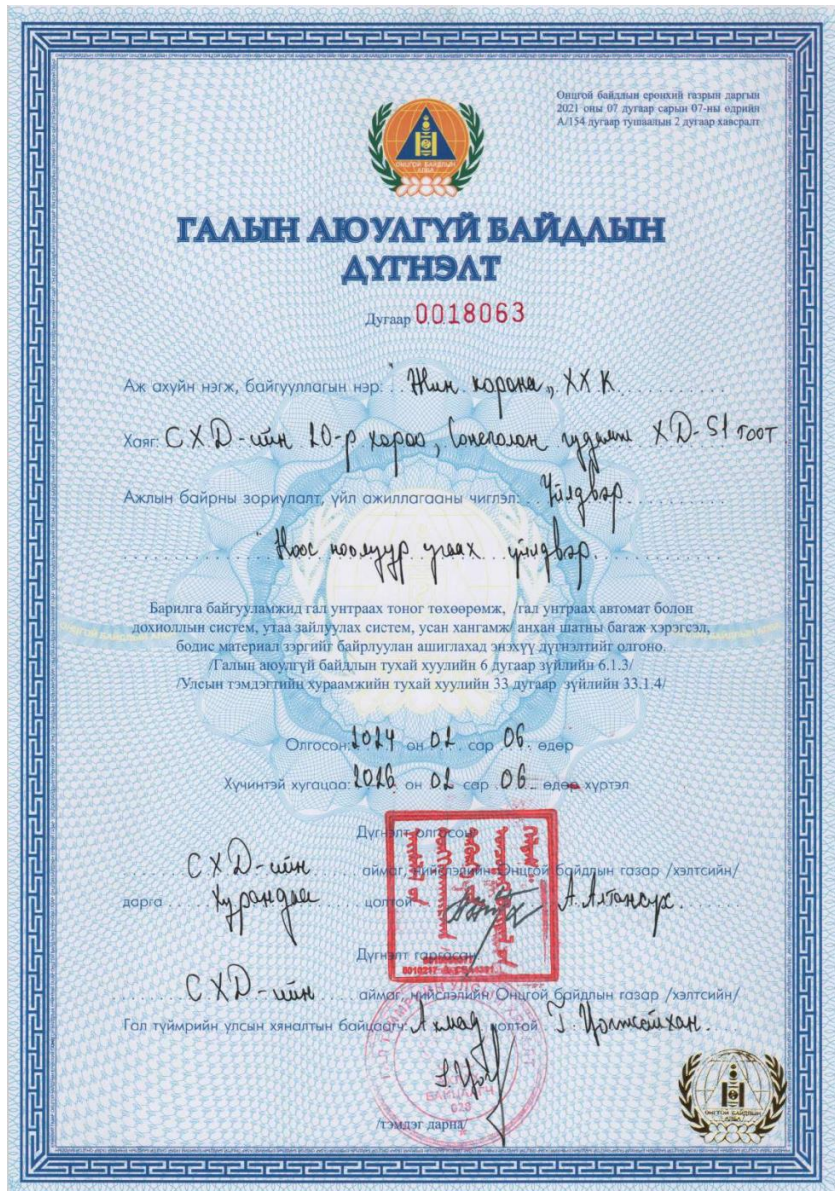 Онцгой байдлын ерөнхий газрын даргын
2021 оны 07 дугаар сарын 07-ны өдрийн
А/154 дугаар тушаалын 2 дугаар хавсралт
ОНЦГОЙ БАЙДАЛ
ГАЛЫН АЮУЛГҮЙ БАЙДЛЫН
ДҮГНЭЛТ
Дугаар 0018063
Аж ахуйн нэгж, байгууллагын нэр: "Жин корона" ХХК
Хаяг: СХД-ийн 20-р хороо, Сонсголон гудамж ХД-51 тоот
Ажлын байрны зориулалт, үйл ажиллагааны чиглэл: Үйлдвэр
Ноос ноолуур угаах үйлдвэр
Барилга байгууламжид гал унтраах тоног төхөөрөмж, /гал унтраах автомат болон
дохиоллын систем, утаа зайлуулах систем, усан хангамж/ анхан шатны багаж хэрэгсэл,
бодис материал зэргийг байрлуулан ашиглахад энэхүү дүгнэлтийг олгоно.
/Галын аюулгүй байдлын тухай хуулийн 6 дугаар зүйлийн 6.1.3/
/Улсын тэмдэгтийн хураамжийн тухай хуулийн 33 дугаар зүйлийн 33.1.4/
Олгосон: 2024 он 02 сар 06 өдөр
Хүчинтэй хугацаа: 2026 он 02 сар 06 өдөр хүртэл
Дүгнэлт олгосон
СХД-ийн аймаг, нийслэлийн Онцгой байдлын газар /хэлтсийн/
дарга Хурандаа цолтой А.Алтансүх.
Дүгнэлт гаргасан
СХД-ийн аймаг, нийслэлийн Онцгой байдлын газар /хэлтсийн/
Гал түймрийн улсын хяналтын байцаагч: Ахмад цолтой Г.
БАЙЦААГЧ
023
/тэмдэг дарна/